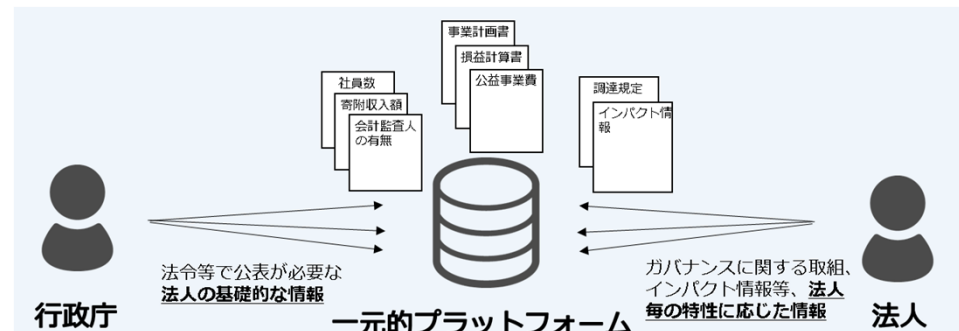 事業計画書
損益計算書
公益事業費
社員数
寄附収入額
会計監査人
の有無
調達規定
インパクト情
報
法令等で公表が必要な
法人の基礎的な情報
ガバナンスに関する取組、
インパクト情報等、法人
毎の特性に応じた情報
行政庁
一元的プラットフォーム
法人